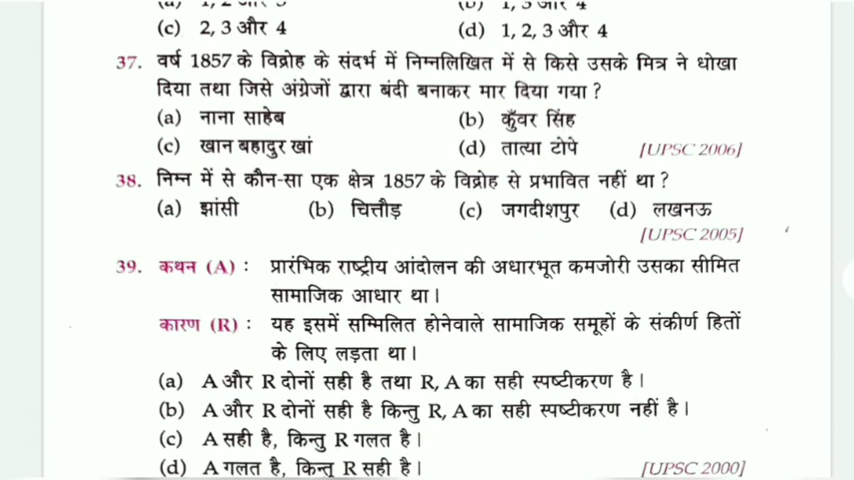 (c) 2, 3 और 4 (d) 1, 2, 3 और 4
37. वर्ष 1857 के विद्रोह के संदर्भ में निम्नलिखित में से किसे उसके मित्र ने धोखा
दिया तथा जिसे अंग्रेजों द्वारा बंदी बनाकर मार दिया गया ?
(a) नाना साहेब (b) कुँवर सिंह
(c) खान बहादुर खां (d) तात्या टोपे [UPSC 2006]
38. निम्न में से कौन-सा एक क्षेत्र 1857 के विद्रोह से प्रभावित नहीं था ?
(a) झांसी (b) चित्तौड़ (c) जगदीशपुर (d) लखनऊ
[UPSC 2005]
39. कथन (A) : प्रारंभिक राष्ट्रीय आंदोलन की अधारभूत कमजोरी उसका सीमित
सामाजिक आधार था।
कारण (R) : यह इसमें सम्मिलित होनेवाले सामाजिक समूहों के संकीर्ण हितों
के लिए लड़ता था।
(a) A और R दोनों सही है तथा R, A का सही स्पष्टीकरण है।
(b) A और R दोनों सही है किन्तु R, A का सही स्पष्टीकरण नहीं है।
(c) A सही है, किन्तु R गलत है।
(d) A गलत है, किन्तु R सही है। [UPSC 2000]